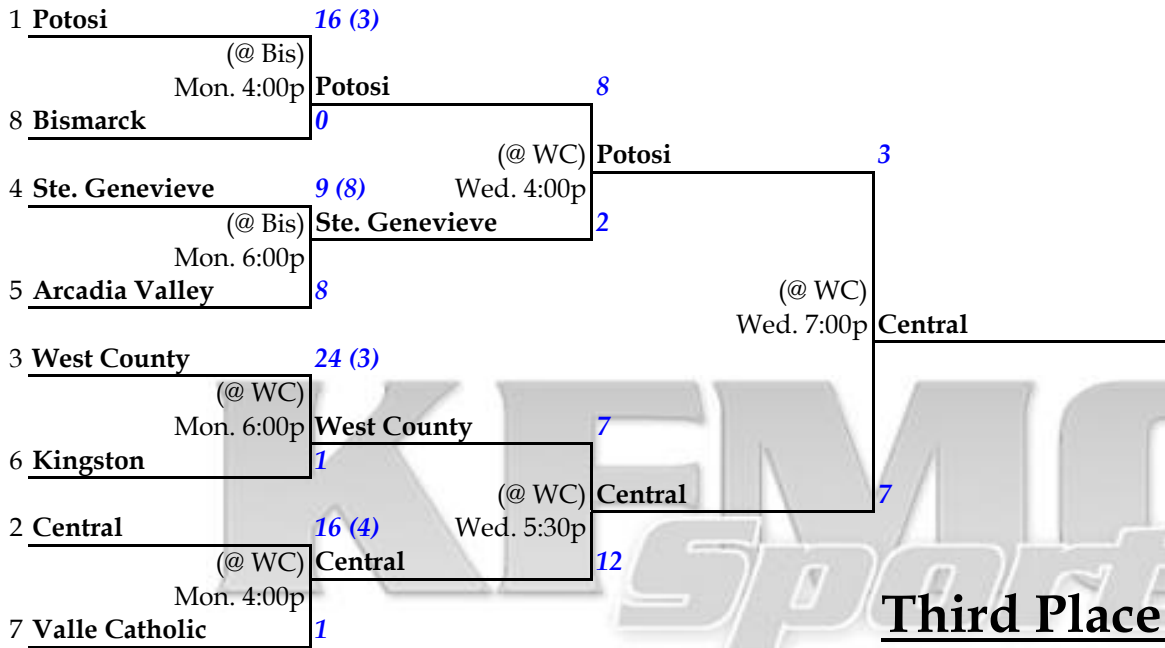 1 Potosi 16 (3)
(@ Bis)
Mon. 4:00p Potosi 8
8 Bismarck 0
(@ WC) Potosi 3
4 Ste. Genevieve 9 (8) Wed. 4:00p
(@ Bis) Ste. Genevieve 2
Mon. 6:00p
5 Arcadia Valley 8 (@ WC)
Wed. 7:00p Central
3 West County 24 (3)
(@ WC)
Mon. 6:00p West County 7
6 Kingston 1
(@ WC) Central 7
2 Central 16 (4) Wed. 5:30p
(@ WC) Central 12
Mon. 4:00p
7 Valle Catholic 1
Third Place